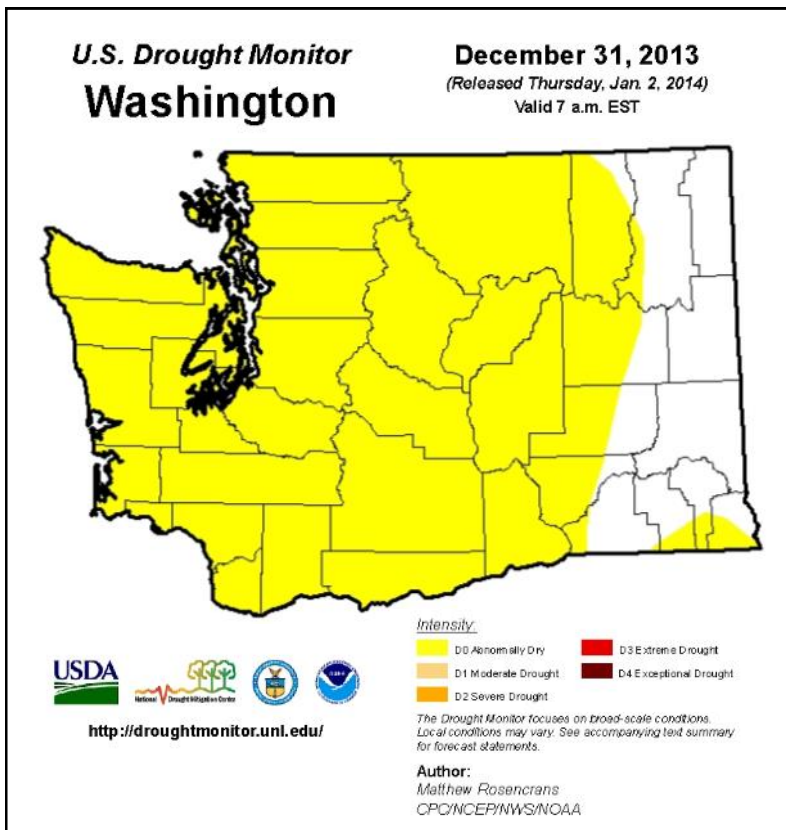 U.S. Drought Monitor
Washington
December 31, 2013
(Released Thursday, Jan. 2, 2014)
Valid 7 a.m. EST
Intensity:
D0 Abnormally Dry
D1 Moderate Drought
D2 Severe Drought
D3 Extreme Drought
D4 Exceptional Drought
The Drought Monitor focuses on broad-scale conditions.
Local conditions may vary. See accompanying text summary
for forecast statements.
Author:
Matthew Rosencrans
CPC/NCEP/NWS/NOAA
USDA
National Drought Mitigation Center
http://droughtmonitor.unl.edu/